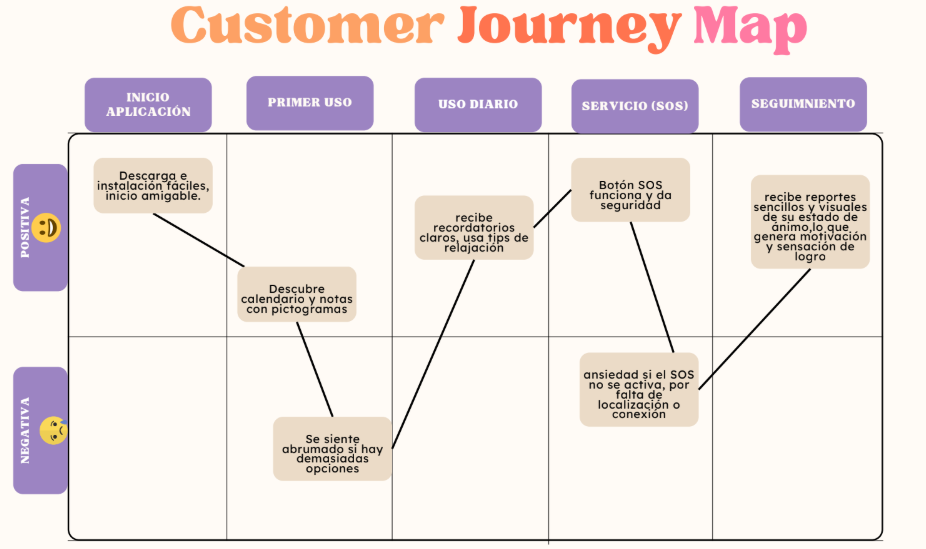 Customer Journey Map
INICIO
APLICACIÓN
PRIMER USO
USO DIARIO
SERVICIO (SOS)
SEGUIMNIENTO
POSITIVA
Descarga e
instalación fáciles,
inicio amigable.
Descubre
calendario y notas
con pictogramas
recibe
recordatorios
claros, usa tips de
relajación
Botón SOS
funciona y da
seguridad
recibe reportes
sencillos y visuales
de su estado de
ánimo,lo que
genera motivación
y sensación de
logro
NEGATIVA
Se siente
abrumado si hay
demasiadas
opciones
ansiedad si el SOS
no se activa, por
falta de
localización o
conexión